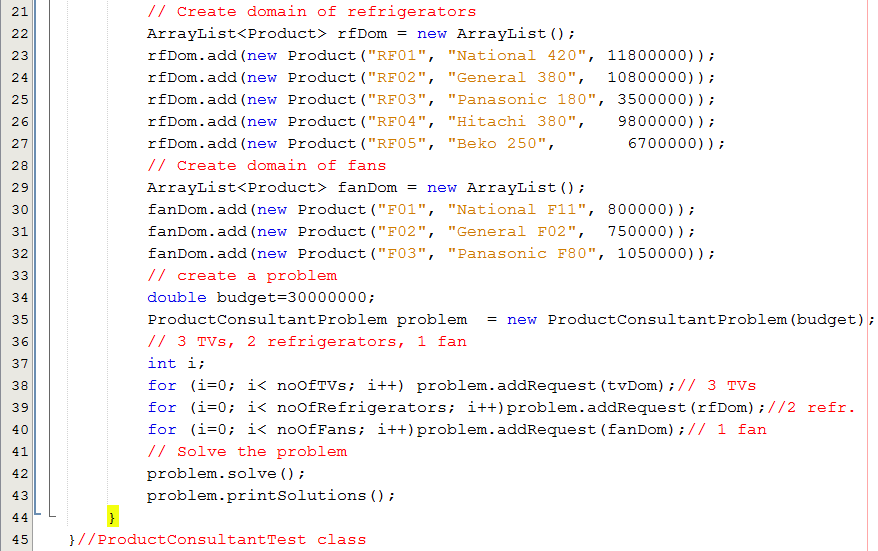 21 // Create domain of refrigerators
22 ArrayList<Product> rfDom = new ArrayList();
23 rfDom.add(new Product("RF01", "National 420", 11800000));
24 rfDom.add(new Product("RF02", "General 380", 10800000));
25 rfDom.add(new Product("RF03", "Panasonic 180", 3500000));
26 rfDom.add(new Product("RF04", "Hitachi 380", 9800000));
27 rfDom.add(new Product("RF05", "Beko 250", 6700000));
28 // Create domain of fans
29 ArrayList<Product> fanDom = new ArrayList();
30 fanDom.add(new Product("F01", "National F11", 800000));
31 fanDom.add(new Product("F02", "General F02", 750000));
32 fanDom.add(new Product("F03", "Panasonic F80", 1050000));
33 // create a problem
34 double budget=30000000;
35 ProductConsultantProblem problem = new ProductConsultantProblem(budget);
36 // 3 TVs, 2 refrigerators, 1 fan
37 int i;
38 for (i=0; i< noOfTVs; i++) problem.addRequest(tvDom);// 3 TVs
39 for (i=0; i< noOfRefrigerators; i++)problem.addRequest(rfDom);//2 refr.
40 for (i=0; i< noOfFans; i++)problem.addRequest(fanDom);// 1 fan
41 // Solve the problem
42 problem.solve();
43 problem.printSolutions();
44 }
45 }//ProductConsultantTest class